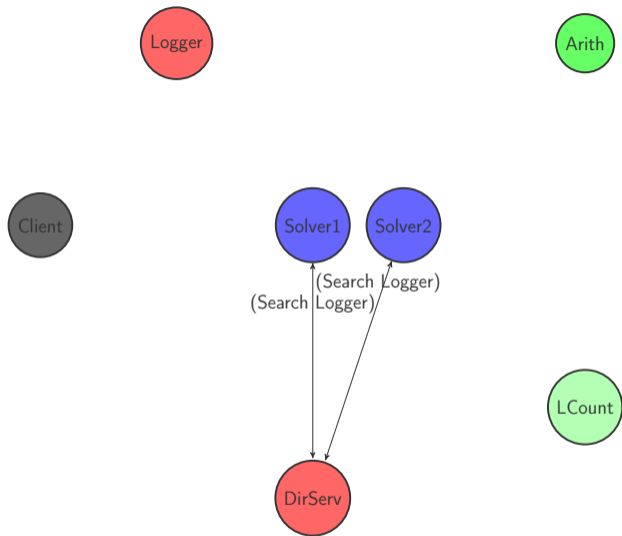 Logger
Arith
Client
Solver1
Solver2
(Search Logger)
(Search Logger)
LCount
DirServ